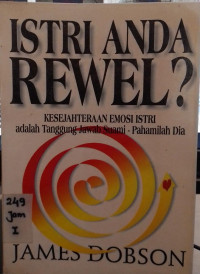 ISTRI ANDA
REWEL?
KESEJAHTERAAN EMOSI ISTRI
adalah Tanggung Jawab Suami - Pahamilah Dia
249
Jam
I
JAMES DOBSON